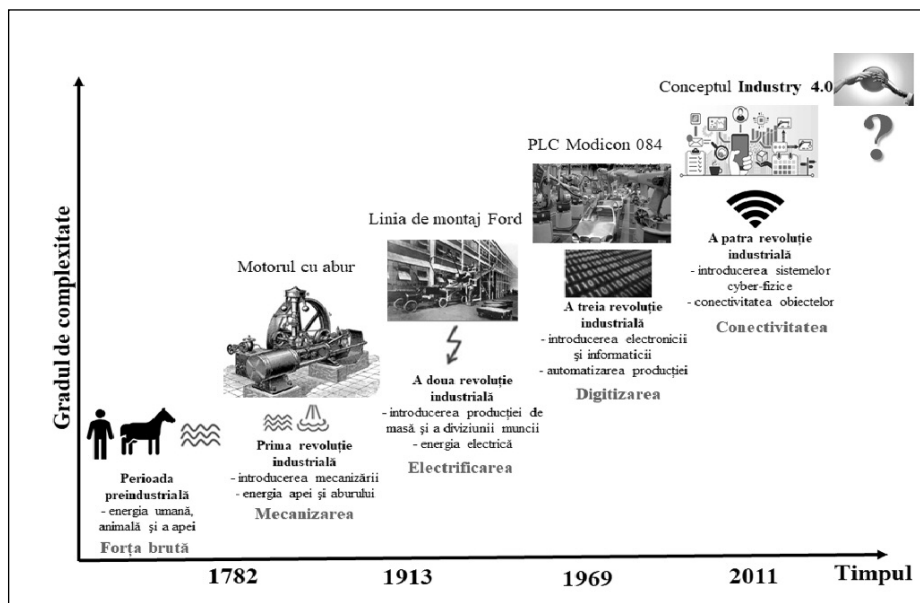 Gradul de complexitate
Conceptul Industry 4.0
?
PLC Modicon 084
Linia de montaj Ford
Motorul cu abur
Perioada
preindustrială
- energia umană,
animală și a apei
Forța brută
Prima revoluție
industrială
- introducerea mecanizării
- energia apei și aburului
Mecanizarea
A doua revoluție
industrială
- introducerea producției de
masă și a diviziunii muncii
- energia electrică
Electrificarea
A treia revoluție
industrială
- introducerea electronicii
și informaticii
- automatizarea producției
Digitizarea
A patra revoluție
industrială
- introducerea sistemelor
cyber-fizice
- conectivitatea obiectelor
Conectivitatea
1782
1913
1969
2011
Timpul